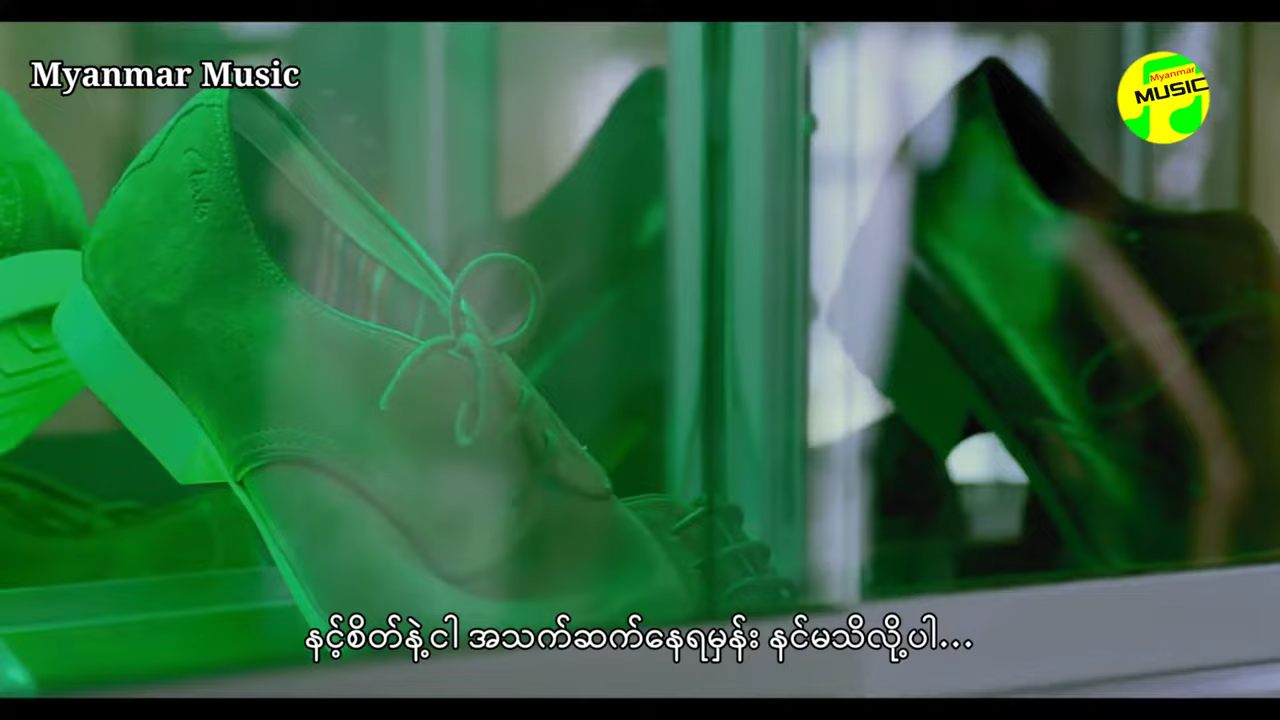 Myanmar Music
Myanmar
MUSIC
Clarks
နင့်စိတ်နဲ့ငါ အသက်ဆက်နေရမှန်း နင်မသိလို့ပါ...